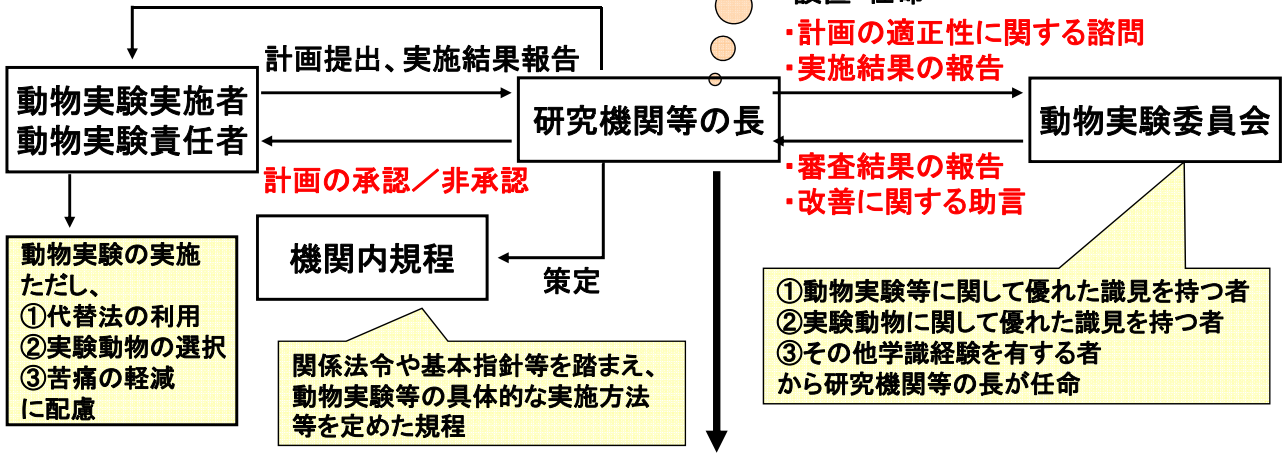 ・計画の適正性に関する諮問
・実施結果の報告
計画提出、実施結果報告
動物実験実施者
動物実験責任者
研究機関等の長
動物実験委員会
計画の承認／非承認
・審査結果の報告
・改善に関する助言
機関内規程
策定
動物実験の実施
ただし、
①代替法の利用
②実験動物の選択
③苦痛の軽減
に配慮
関係法令や基本指針等を踏まえ、
動物実験等の具体的な実施方法
等を定めた規程
①動物実験等に関して優れた識見を持つ者
②実験動物に関して優れた識見を持つ者
③その他学識経験を有する者
から研究機関等の長が任命